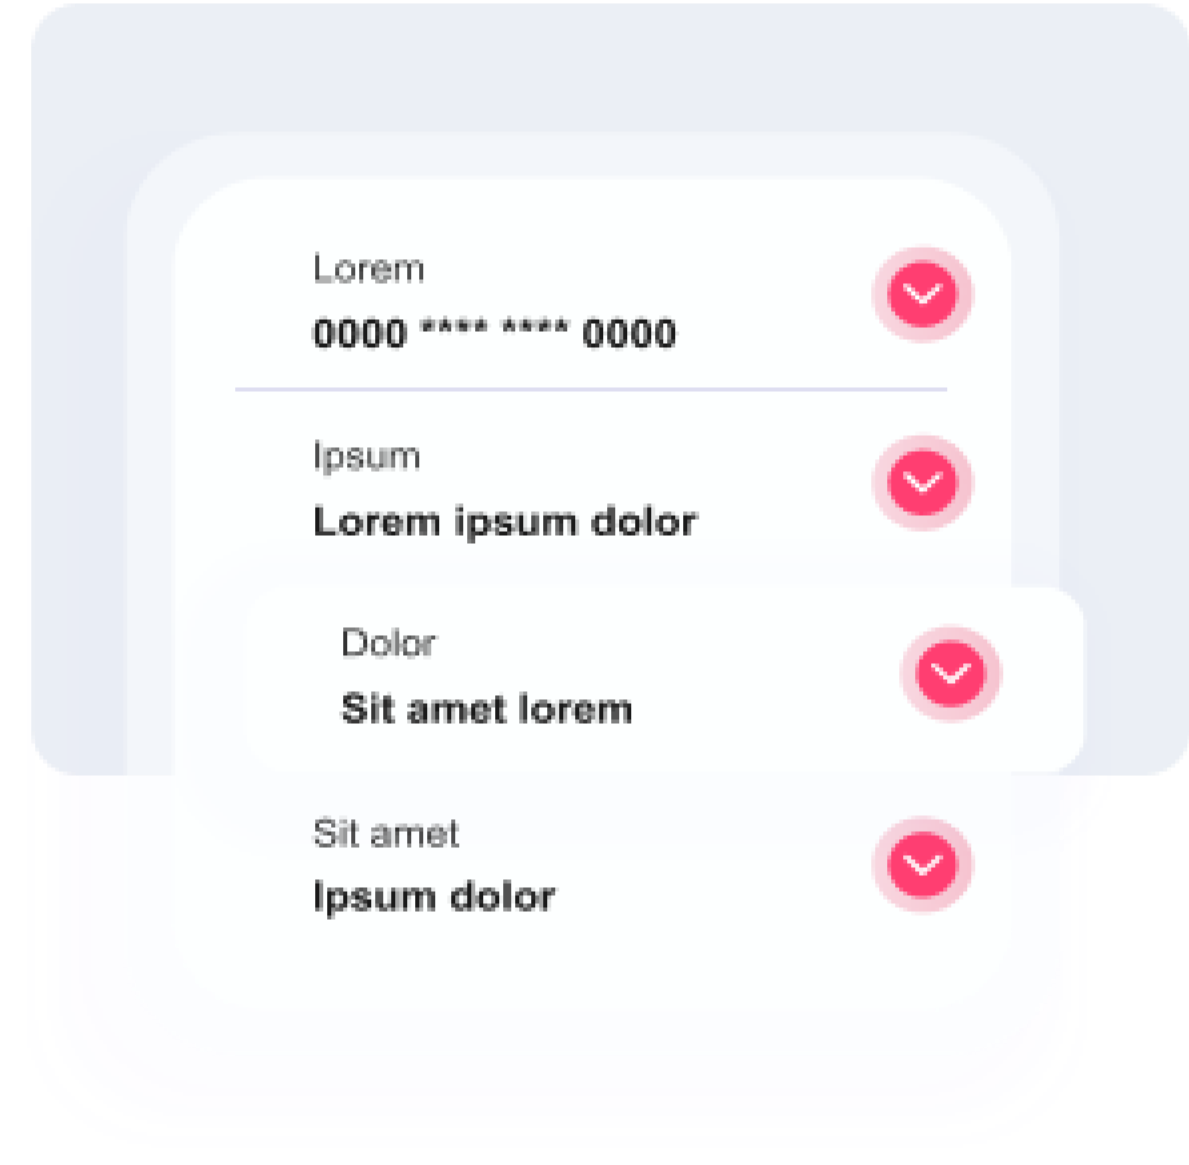 Lorem
0000 **** **** 0000
Ipsum
Lorem ipsum dolor
Dolor
Sit amet lorem
Sit amet
Ipsum dolor